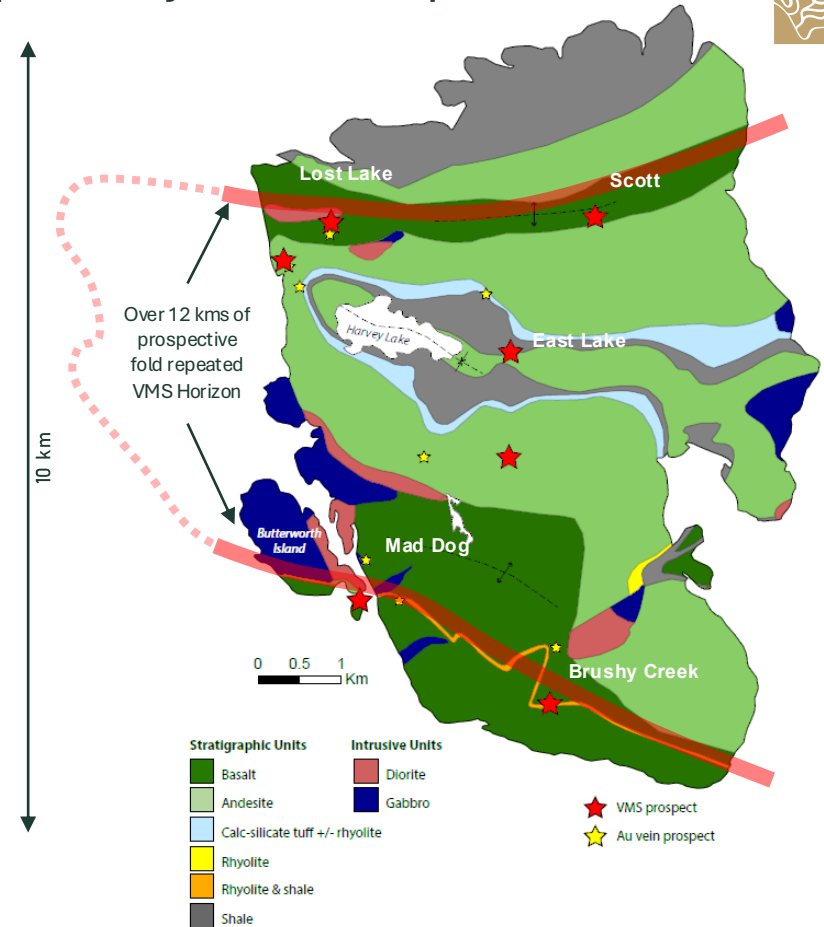 Lost Lake
Scott
Over 12 kms of
prospective
fold repeated
VMS Horizon
Harvey Lake
East Lake
10 km
Butterworth
Island
Mad Dog
0 0.5 1
Km
Brushy Creek
Stratigraphic Units
Basalt
Andesite
Calc-silicate tuff +/- rhyolite
Rhyolite
Rhyolite & shale
Shale
Intrusive Units
Diorite
Gabbro
VMS prospect
Au vein prospect